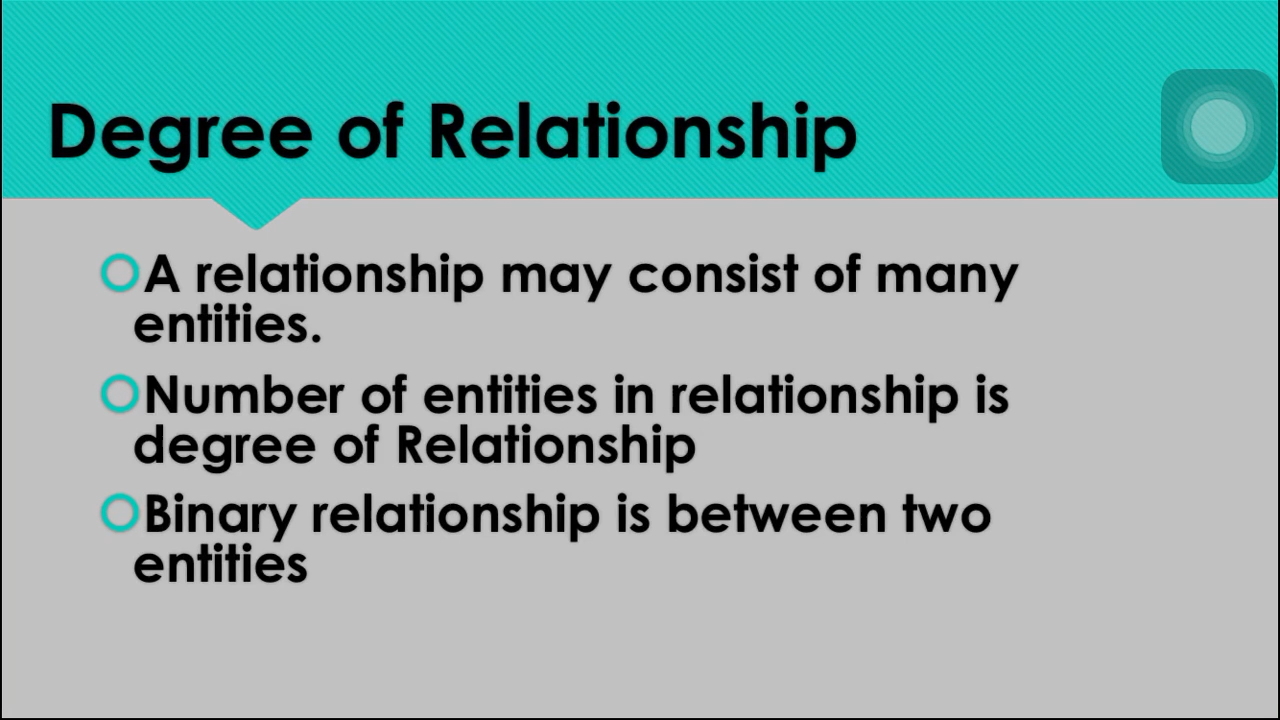 Degree of Relationship
A relationship may consist of many
entities.
Number of entities in relationship is
degree of Relationship
Binary relationship is between two
entities